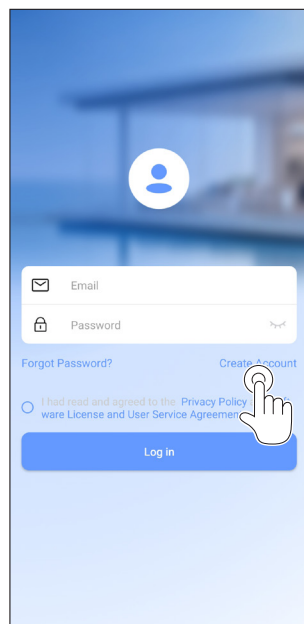 Email
Password
Forgot Password?
Create Account
I had read and agreed to the Privacy Policy
ware License and User Service Agreement
Log in